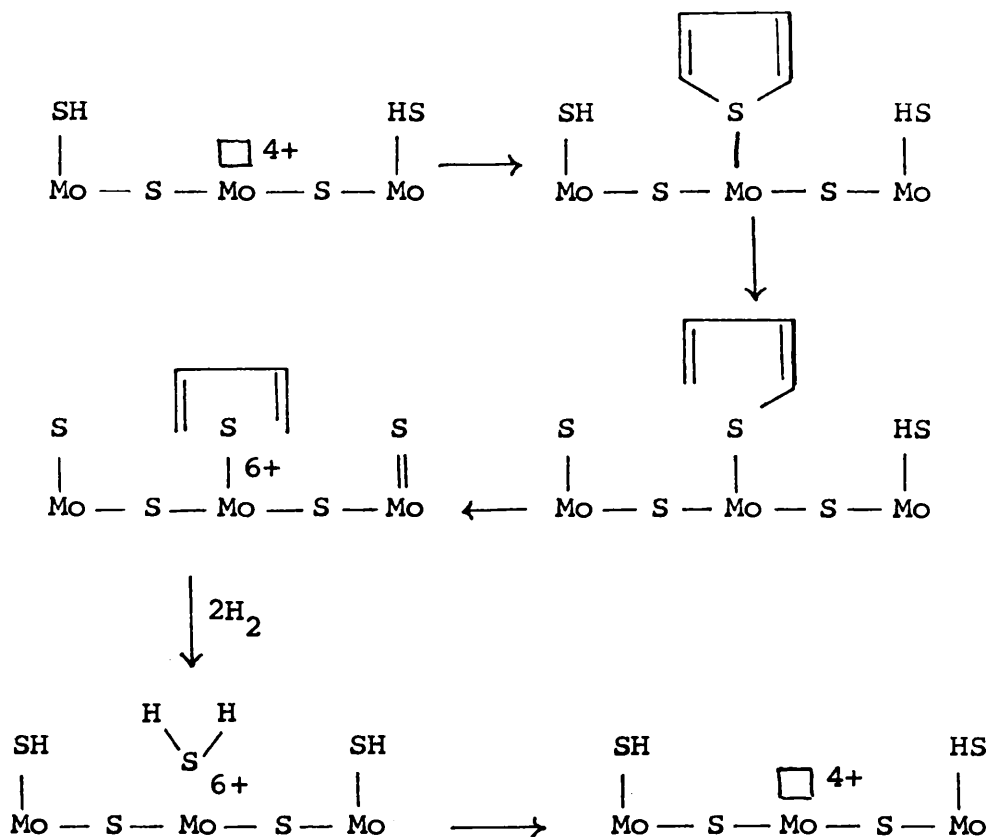 SH HS SH S HS
□ 4+
Mo — S — Mo — S — Mo Mo — S — Mo — S — Mo
S S S S S HS
6+
Mo — S — Mo — S — Mo Mo — S — Mo — S — Mo
2H2
H H
SH S SH SH HS
6+ □ 4+
Mo — S — Mo — S — Mo Mo — S — Mo — S — Mo